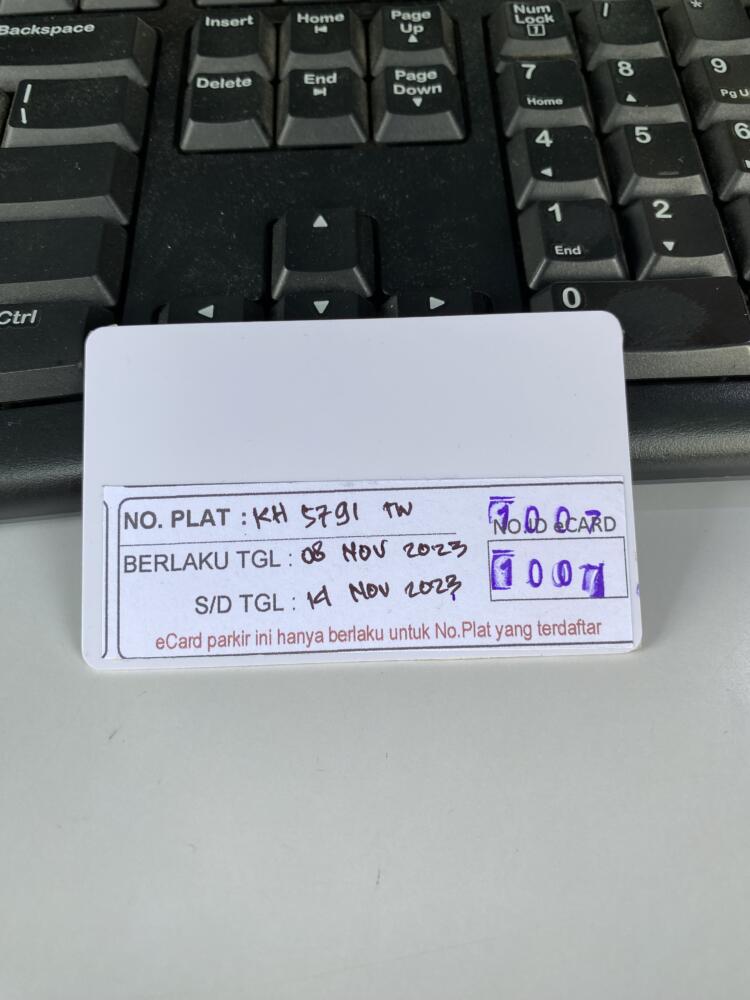 Backspace
Insert Home Page Up Num Lock / *
Delete End Page Down 7 Home 8 9 Pg U
4 5 6
1 End 2
Ctrl 0
NO. PLAT : KH 5791 TW
1007
NO.ID eCARD
BERLAKU TGL : 08 NOV 2023
1007
S/D TGL : 14 NOV 2023
eCard parkir ini hanya berlaku untuk No.Plat yang terdaftar